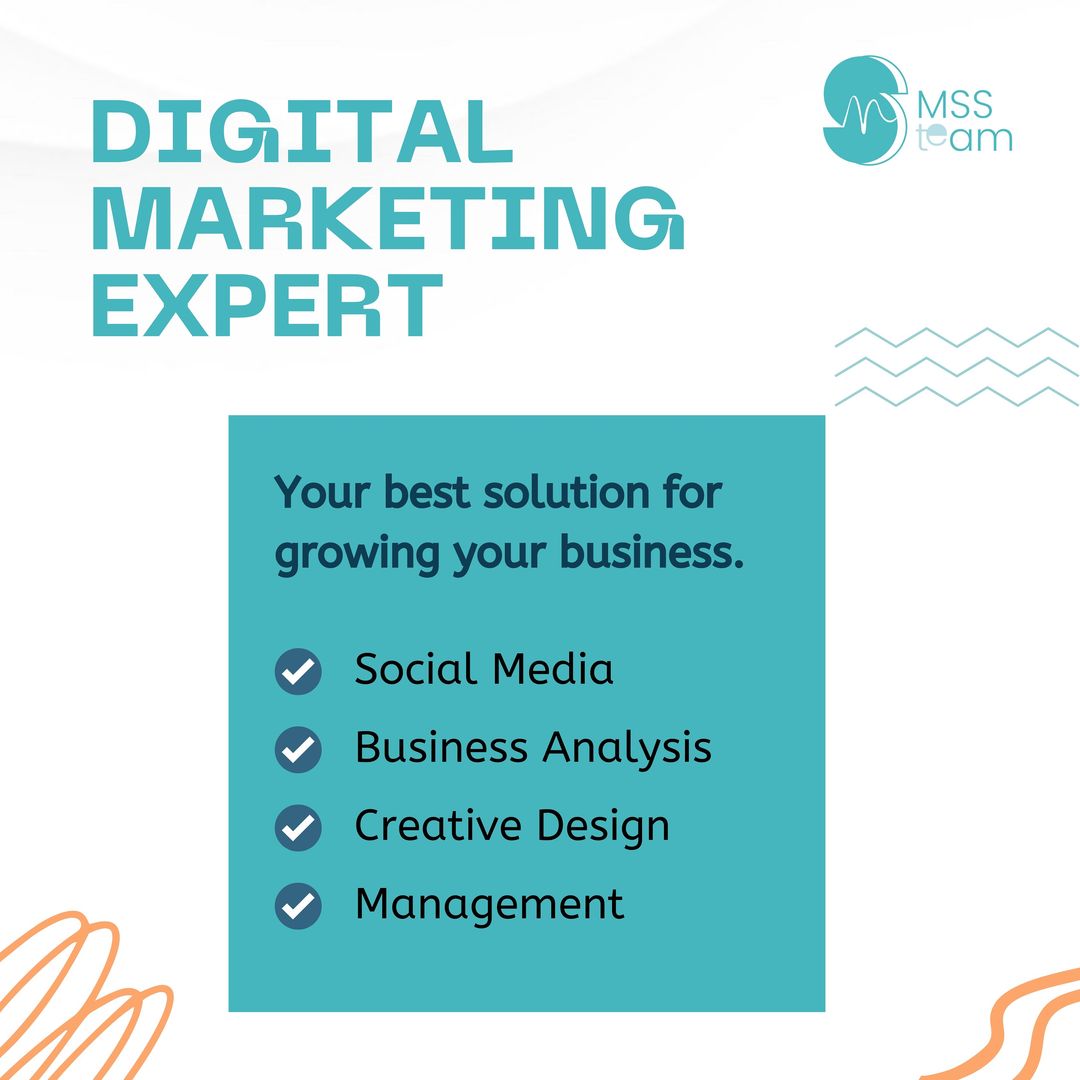 DIGITAL
MARKETING
EXPERT
MSS
team
Your best solution for
growing your business.
Social Media
Business Analysis
Creative Design
Management